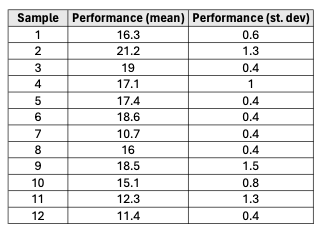 Sample Performance (mean) Performance (st. dev)
1 16.3 0.6
2 21.2 1.3
3 19 0.4
4 17.1 1
5 17.4 0.4
6 18.6 0.4
7 10.7 0.4
8 16 0.4
9 18.5 1.5
10 15.1 0.8
11 12.3 1.3
12 11.4 0.4